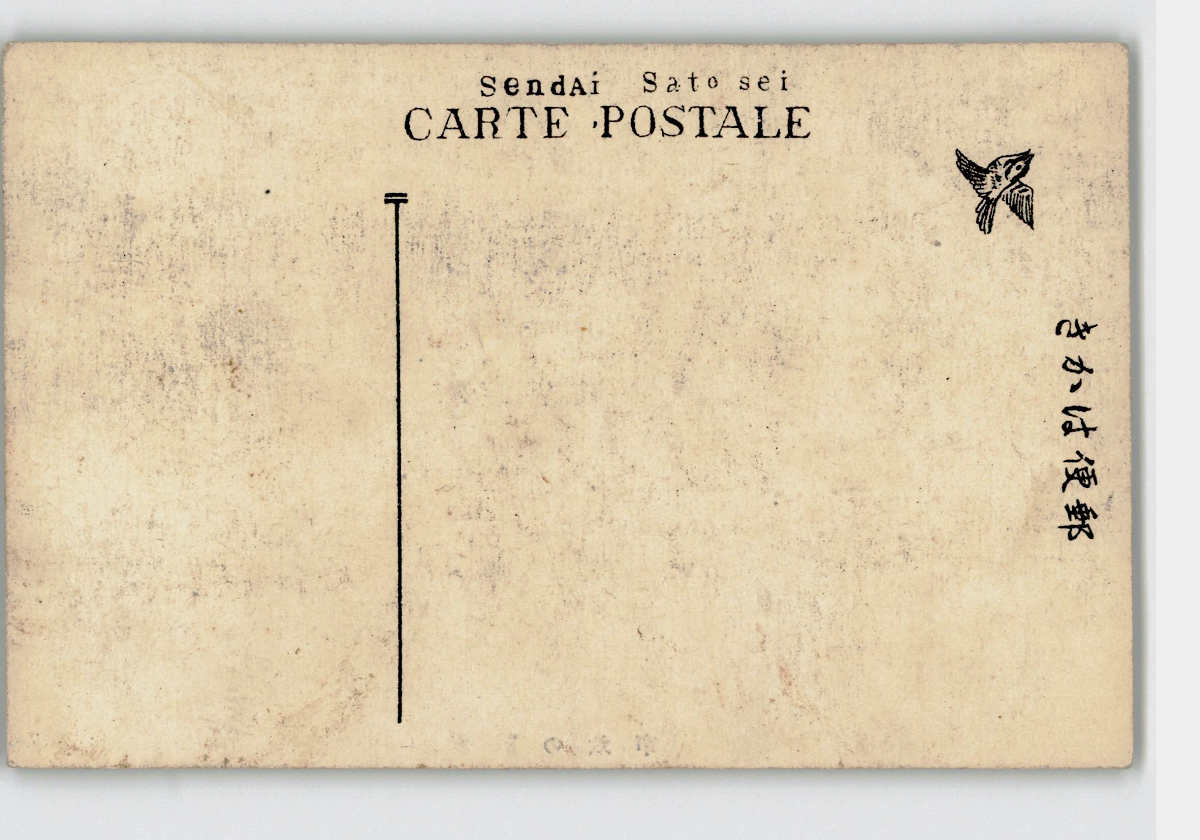 SendAi Sato sei
CARTE POSTALE
きかは便郵